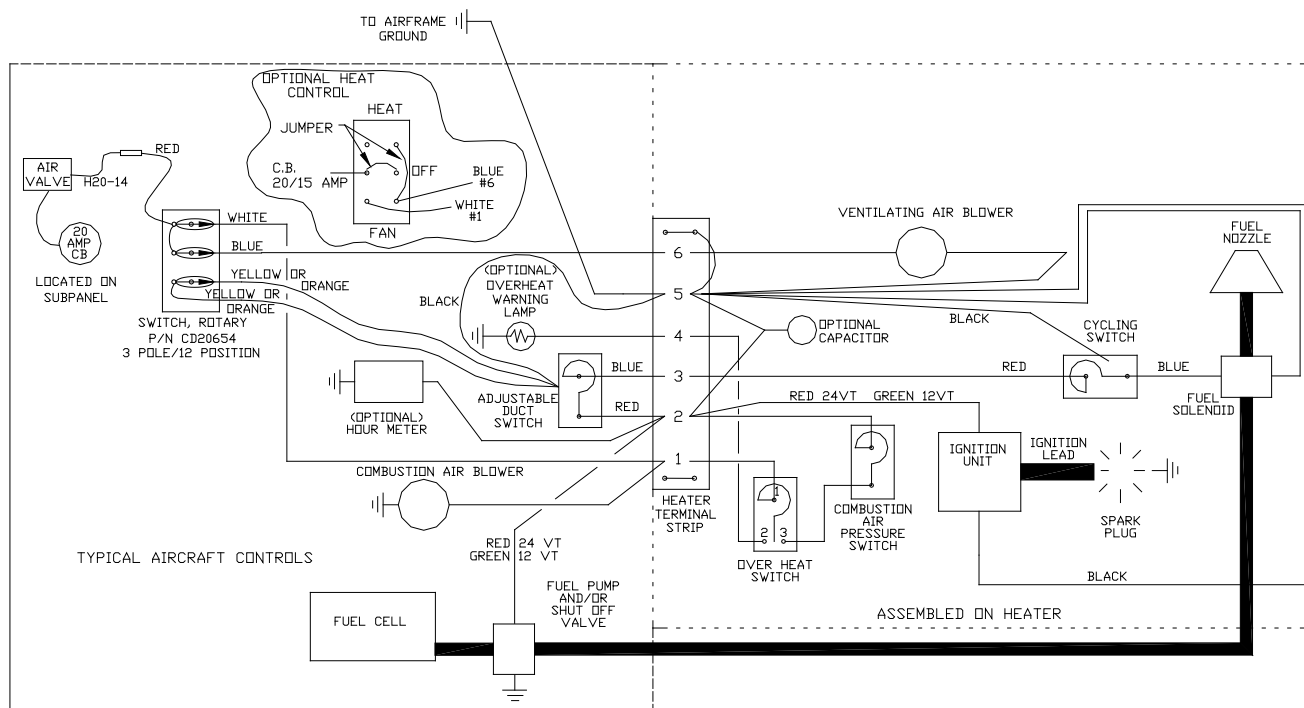 TO AIRFRAME
GROUND
OPTIONAL HEAT
CONTROL
HEAT
JUMPER
OFF
C.B.
20/15 AMP
BLUE
#6
WHITE
#1
FAN
RED
AIR
VALVE
H20-14
20
AMP
CB
LOCATED ON
SUBPANEL
WHITE
BLUE
YELLOW OR
ORANGE
YELLOW OR
ORANGE
SWITCH, ROTARY
P/N CD20654
3 POLE/12 POSITION
BLACK
(OPTIONAL)
OVERHEAT
WARNING
LAMP
BLUE
RED
ADJUSTABLE
DUCT
SWITCH
(OPTIONAL)
HOUR METER
COMBUSTION AIR BLOWER
6
5
4
3
2
1
HEATER
TERMINAL
STRIP
VENTILATING AIR BLOWER
FUEL
NOZZLE
BLACK
OPTIONAL
CAPACITOR
CYCLING
SWITCH
RED
BLUE
FUEL
SOLENOID
RED 24VT
GREEN 12VT
IGNITION
UNIT
IGNITION
LEAD
SPARK
PLUG
1
2
3
OVER HEAT
SWITCH
COMBUSTION
AIR
PRESSURE
SWITCH
BLACK
RED 24 VT
GREEN 12 VT
TYPICAL AIRCRAFT CONTROLS
FUEL CELL
FUEL PUMP
AND/OR
SHUT OFF
VALVE
ASSEMBLED ON HEATER